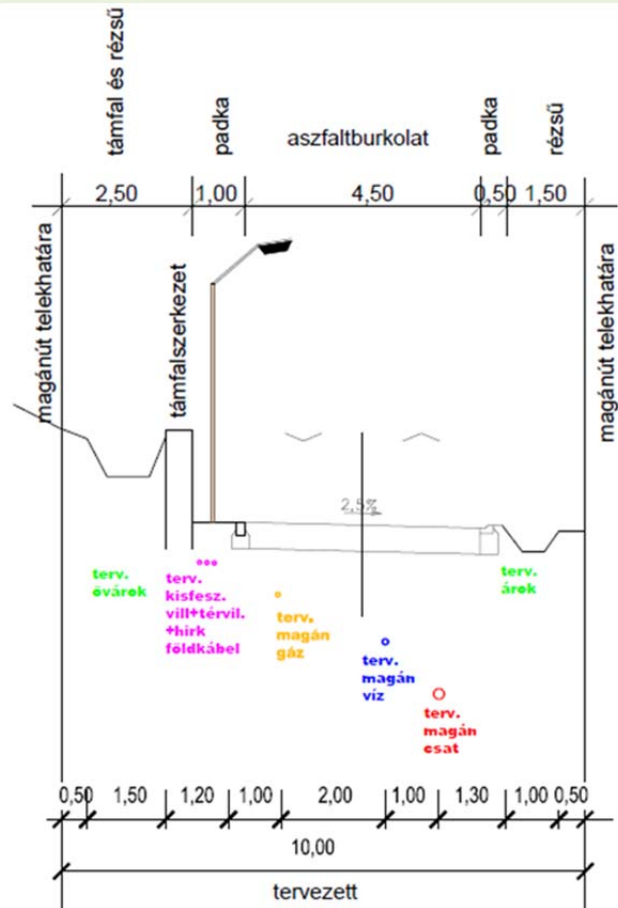 támfal és rézsű
padka
aszfaltburkolat
padka
rézsű
2,50
1,00
4,50
0,50
1,50
magánút telekhatára
támfalszerkezet
magánút telekhatára
2,5%
terv.
övárok
terv.
kisfesz.
vill+térvil.
+hirk
földkábel
terv.
magán
gáz
terv.
magán
víz
terv.
magán
csat
terv.
árok
0,50
1,50
1,20
1,00
2,00
1,00
1,30
1,00
0,50
10,00
tervezett